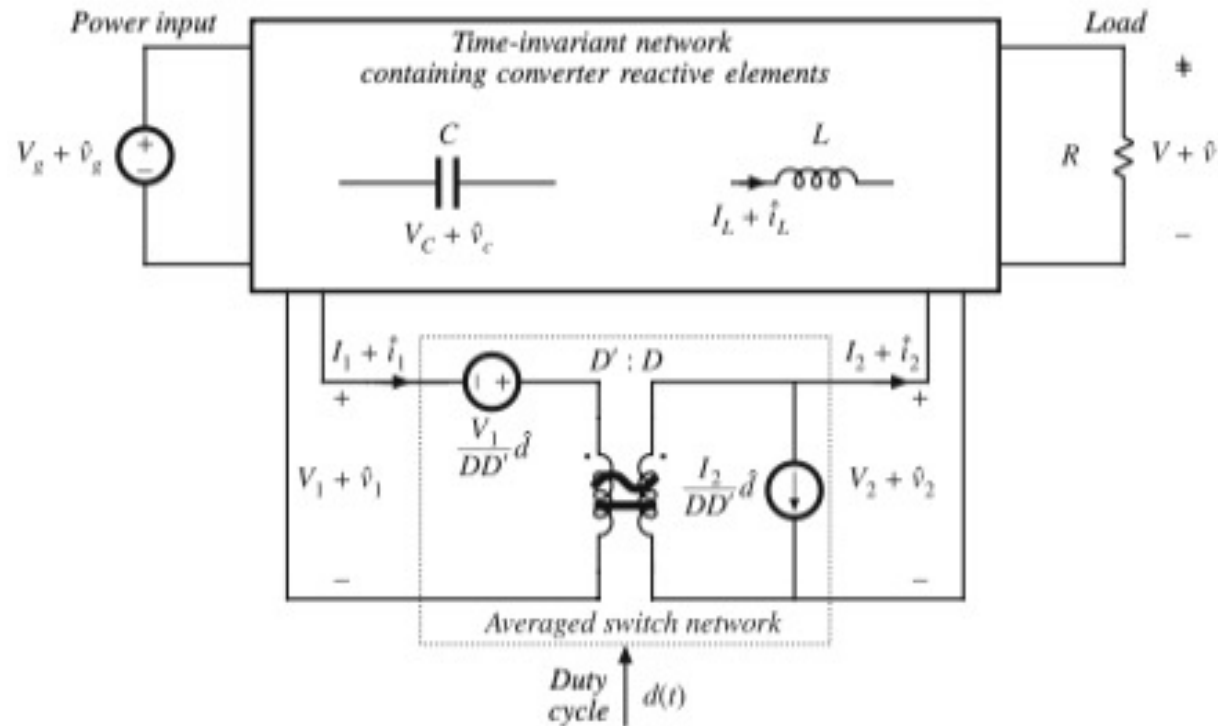 Power input
Load
Time-invariant network
containing converter reactive elements
C
L
V_g + v̂_g
+
–
R
V + v̂
+
–
V_C + v̂_c
I_L + î_L
I_1 + î_1
D' : D
I_2 + î_2
+
– +
+
V_1/DD' d̂
V_1 + v̂_1
I_2/DD' d̂
V_2 + v̂_2
–
–
Averaged switch network
Duty
cycle
d(t)